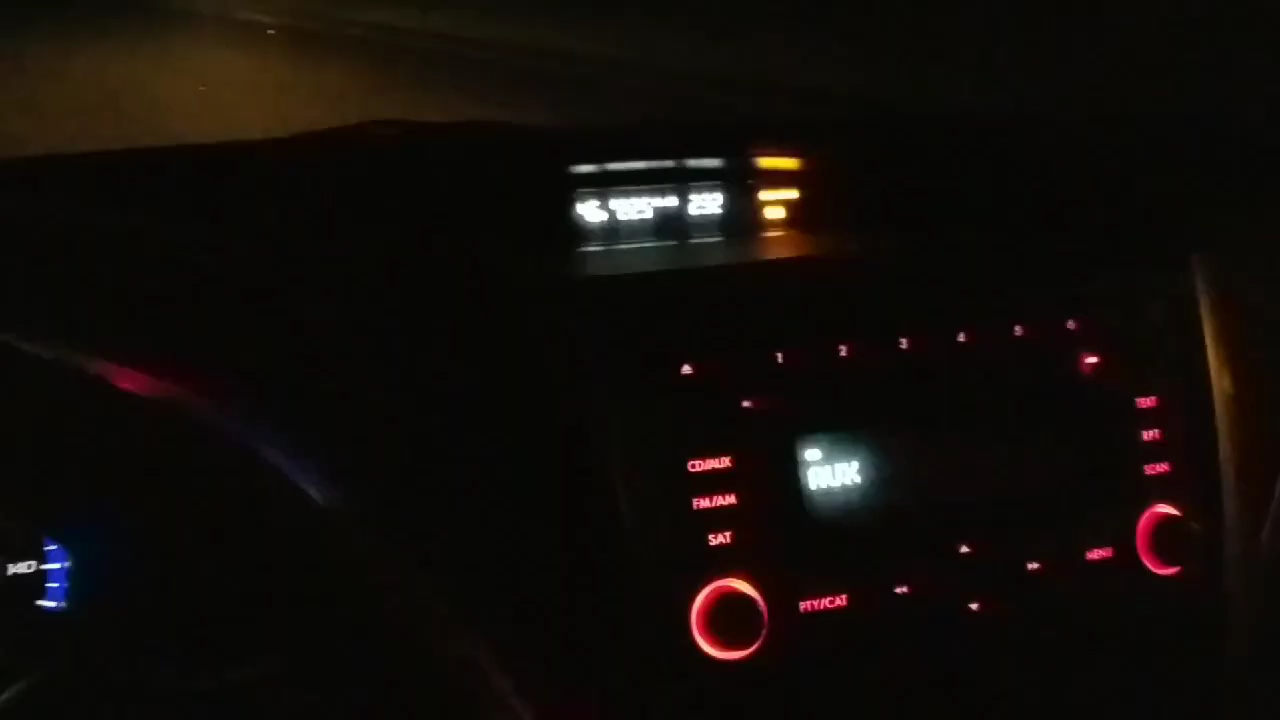 1 2 3 4 5 6
TEXT
CD/AUX
RPT
AUX
SCAN
FM/AM
SAT
MENU
140
PTY/CAT